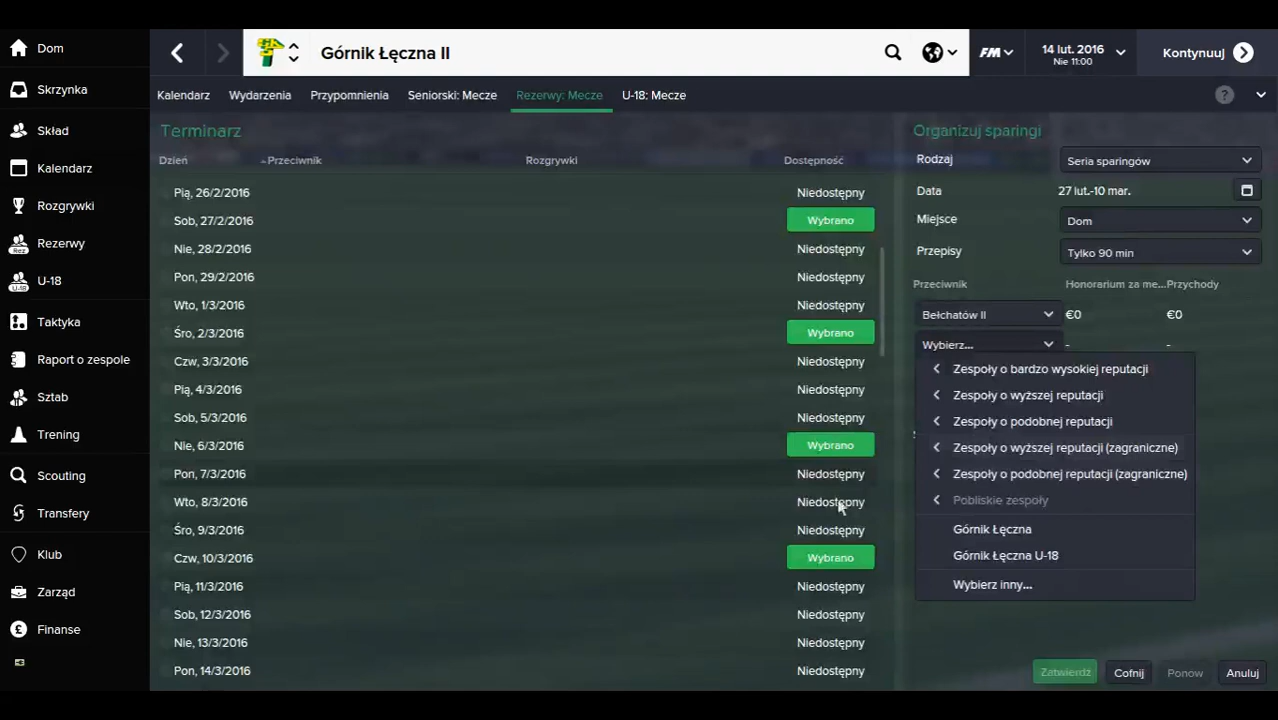 Dom
Skrzynka
Skład
Kalendarz
Rozgrywki
Rezerwy
U-18
Taktyka
Raport o zespole
Sztab
Trening
Scouting
Transfery
Klub
Zarząd
Finanse
Górnik Łęczna II
FM
14 lut. 2016
Nie 11:00
Kontynuuj
Kalendarz Wydarzenia Przypomnienia Seniorski: Mecze Rezerwy: Mecze U-18: Mecze
Terminarz
Dzień Przeciwnik Rozgrywki Dostępność
Pią, 26/2/2016 Niedostępny
Sob, 27/2/2016 Wybrano
Nie, 28/2/2016 Niedostępny
Pon, 29/2/2016 Niedostępny
Wto, 1/3/2016 Niedostępny
Śro, 2/3/2016 Wybrano
Czw, 3/3/2016 Niedostępny
Pią, 4/3/2016 Niedostępny
Sob, 5/3/2016 Niedostępny
Nie, 6/3/2016 Wybrano
Pon, 7/3/2016 Niedostępny
Wto, 8/3/2016 Niedostępny
Śro, 9/3/2016 Niedostępny
Czw, 10/3/2016 Wybrano
Pią, 11/3/2016 Niedostępny
Sob, 12/3/2016 Niedostępny
Nie, 13/3/2016 Niedostępny
Pon, 14/3/2016 Niedostępny
Organizuj sparingi
Rodzaj Seria sparingów
Data 27 lut.-10 mar.
Miejsce Dom
Przepisy Tylko 90 min
Przeciwnik Honorarium za me... Przychody
Bełchatów II €0 €0
Wybierz... - -
Zespoły o bardzo wysokiej reputacji
Zespoły o wyższej reputacji
Zespoły o podobnej reputacji
Zespoły o wyższej reputacji (zagraniczne)
Zespoły o podobnej reputacji (zagraniczne)
Pobliskie zespoły
Górnik Łęczna
Górnik Łęczna U-18
Wybierz inny...
Zatwierdź Cofnij Ponów Anuluj